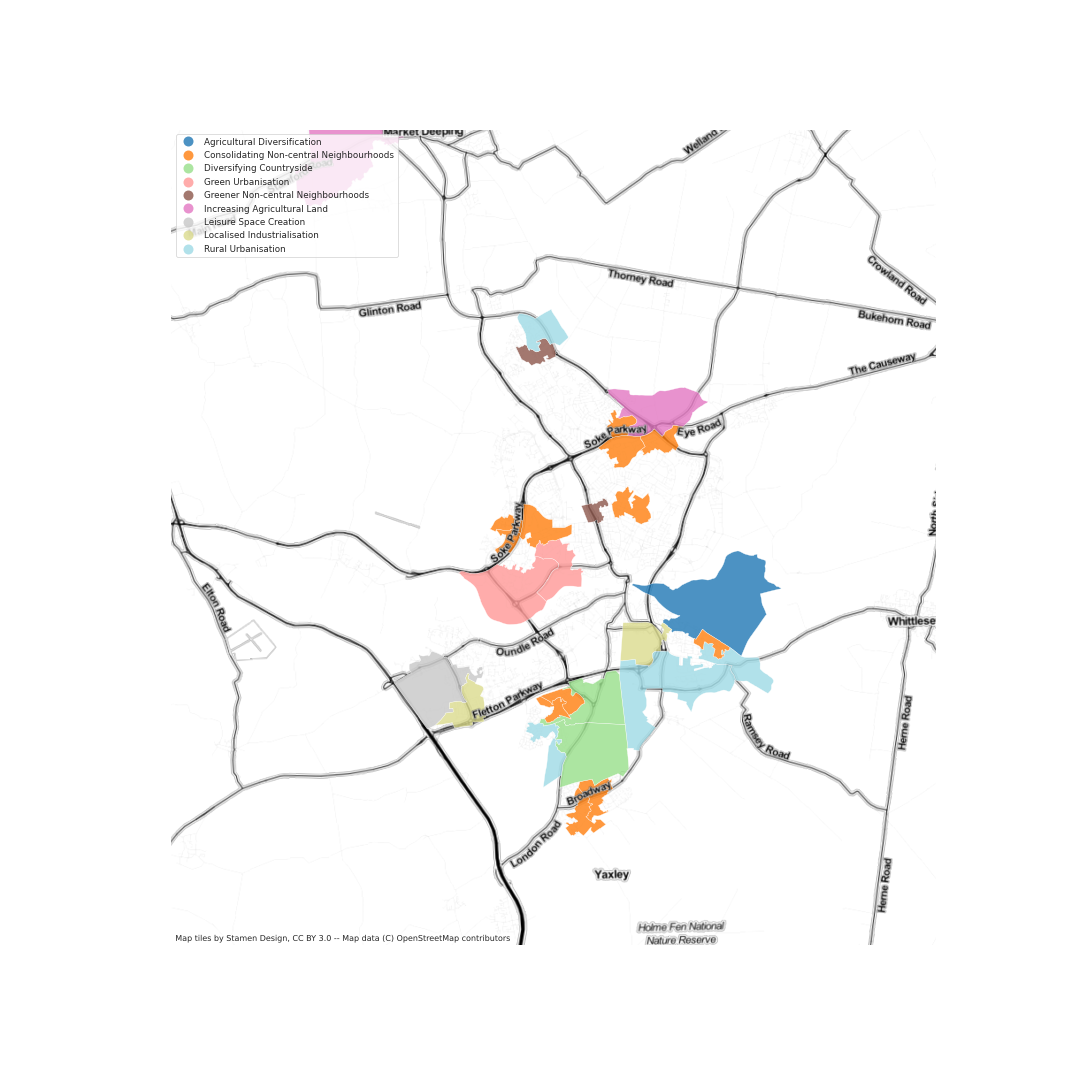 Market Deeping
Welland
Agricultural Diversification
Consolidating Non-central Neighbourhoods
Diversifying Countryside
Green Urbanisation
Greener Non-central Neighbourhoods
Increasing Agricultural Land
Leisure Space Creation
Localised Industrialisation
Rural Urbanisation
Crowland Road
Thorney Road
Glinton Road
Bukehorn Road
The Causeway
Soke Parkway
Eye Road
North St
Soke Parkway
Elton Road
Whittlese
Oundle Road
Fletton Parkway
Herne Road
Ramsey Road
Broadway
London Road
Yaxley
Herne Road
Holme Fen National
Nature Reserve
Map tiles by Stamen Design, CC BY 3.0 -- Map data (C) OpenStreetMap contributors